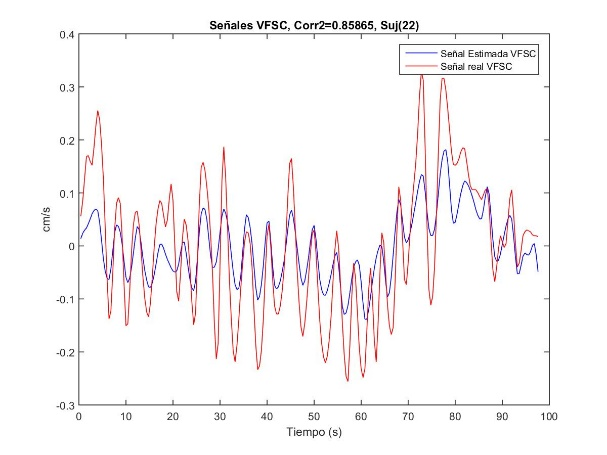 Señales VFSC, Corr2=0.85865, Suj(22)
Señal Estimada VFSC
Señal real VFSC
0.4
0.3
0.2
0.1
0
-0.1
-0.2
-0.3
cm/s
0 10 20 30 40 50 60 70 80 90 100
Tiempo (s)